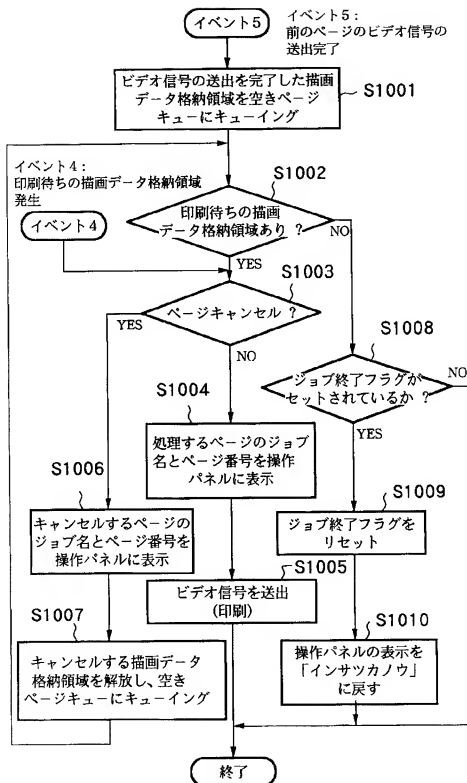 イベント5
イベント5:
前のページのビデオ信号の
送出完了
ビデオ信号の送出を完了した描画
データ格納領域を空きページ
キューにキューイング
S1001
イベント4:
印刷待ちの描画データ格納領域
発生
イベント4
S1002
印刷待ちの描画
データ格納領域あり ?
NO
YES
S1003
ページキャンセル ?
YES
NO
S1008
ジョブ終了フラグが
セットされているか ?
NO
YES
S1004
処理するページのジョブ
名とページ番号を操作
パネルに表示
S1009
ジョブ終了フラグを
リセット
S1006
キャンセルするページの
ジョブ名とページ番号を
操作パネルに表示
S1005
ビデオ信号を送出
(印刷)
S1007
キャンセルする描画データ
格納領域を解放し、空き
ページキューにキューイング
S1010
操作パネルの表示を
「インサツカノウ」
に戻す
終了